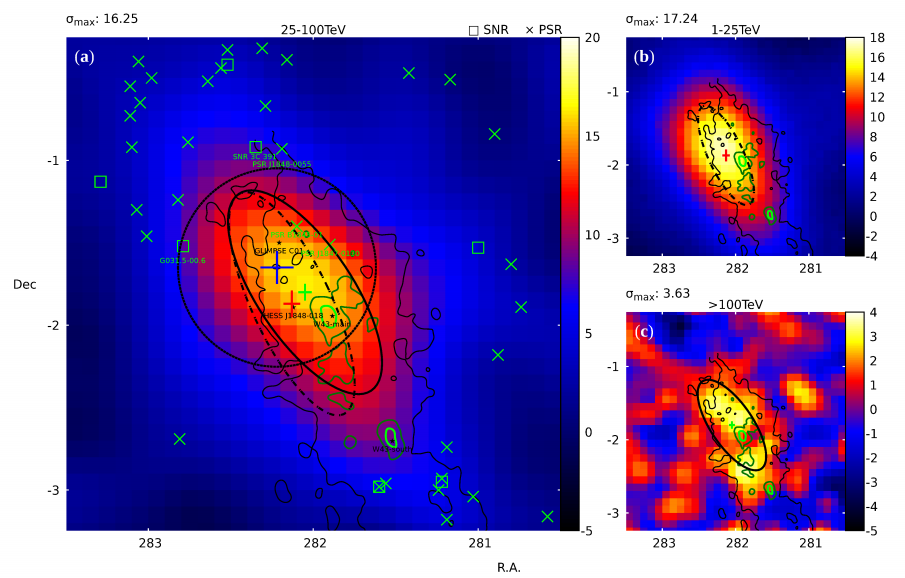 σmax: 16.25
25-100TeV
□ SNR × PSR
(a)
SNR 3C 391
PSR J1848-0055
G031.5-00.6
GLIMPSE C01
HESS J1848-018
W43-main
W43-south
-1
-2
-3
Dec
283
282
281
R.A.
20
15
10
5
0
-5
σmax: 17.24
1-25TeV
(b)
-1
-2
-3
283
282
281
18
16
14
12
10
8
6
4
2
0
-2
-4
σmax: 3.63
>100TeV
(c)
-1
-2
-3
283
282
281
4
3
2
1
0
-1
-2
-3
-4
-5